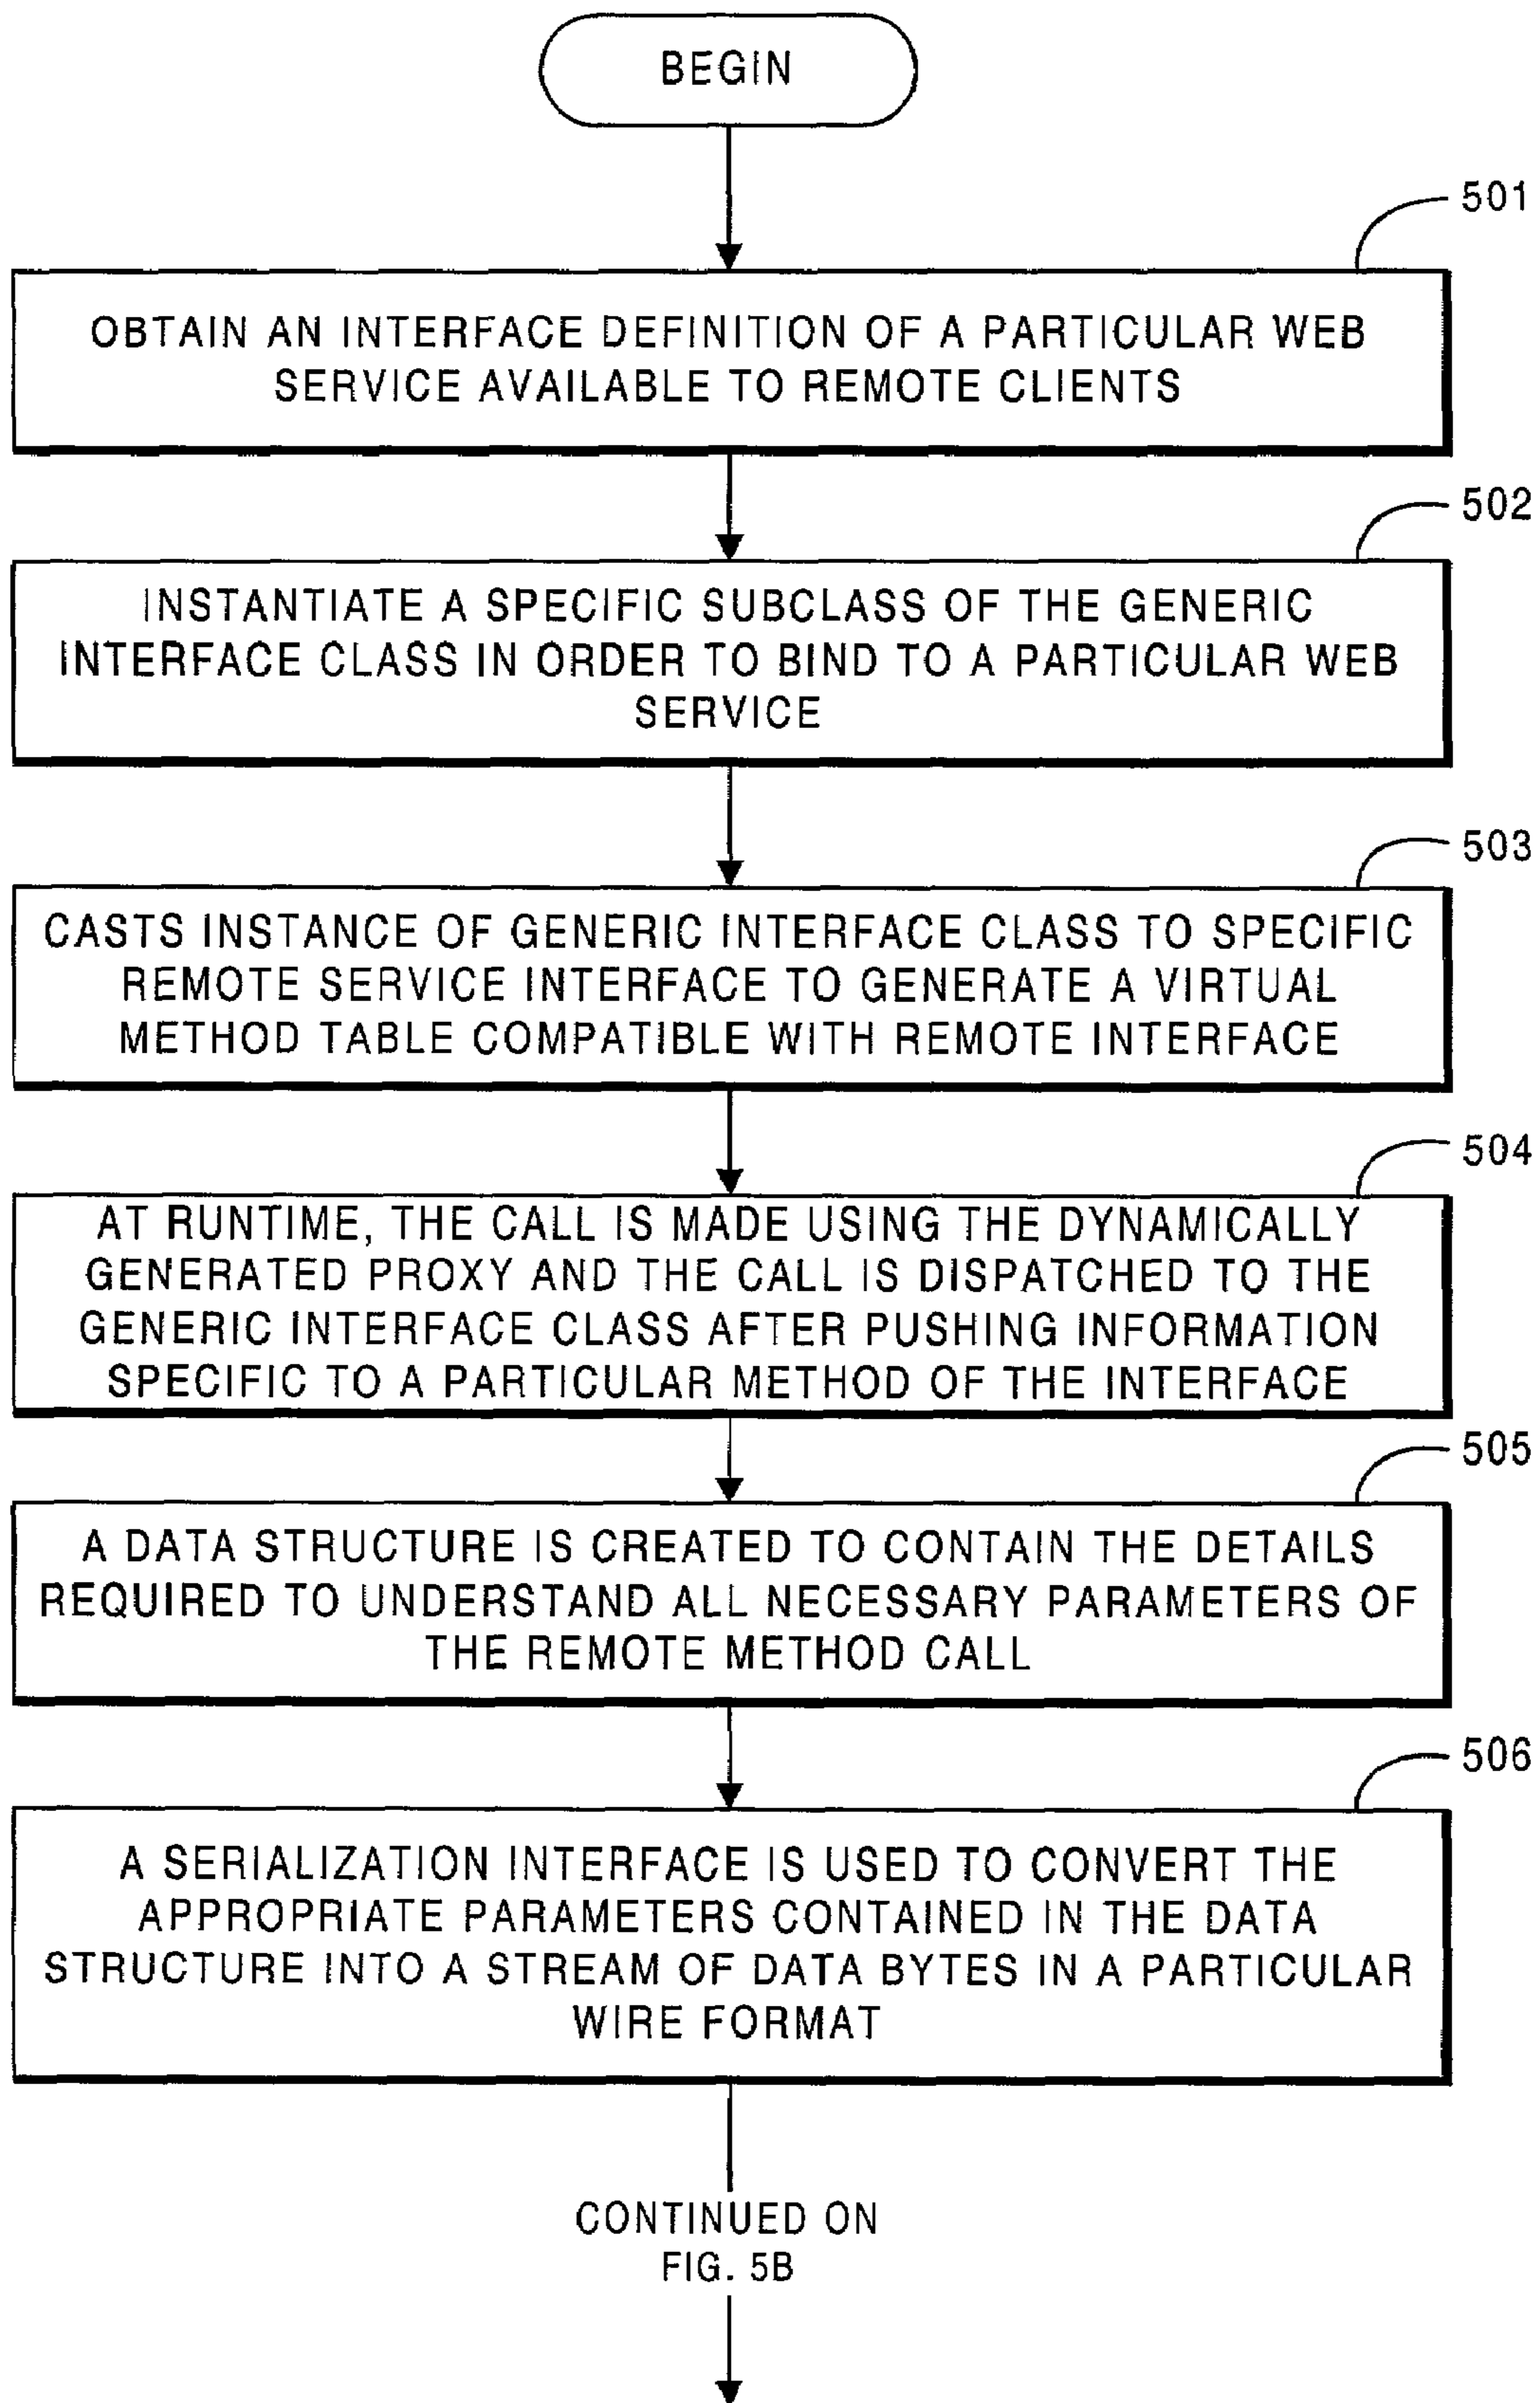 BEGIN
501
OBTAIN AN INTERFACE DEFINITION OF A PARTICULAR WEB
SERVICE AVAILABLE TO REMOTE CLIENTS
502
INSTANTIATE A SPECIFIC SUBCLASS OF THE GENERIC
INTERFACE CLASS IN ORDER TO BIND TO A PARTICULAR WEB
SERVICE
503
CASTS INSTANCE OF GENERIC INTERFACE CLASS TO SPECIFIC
REMOTE SERVICE INTERFACE TO GENERATE A VIRTUAL
METHOD TABLE COMPATIBLE WITH REMOTE INTERFACE
504
AT RUNTIME, THE CALL IS MADE USING THE DYNAMICALLY
GENERATED PROXY AND THE CALL IS DISPATCHED TO THE
GENERIC INTERFACE CLASS AFTER PUSHING INFORMATION
SPECIFIC TO A PARTICULAR METHOD OF THE INTERFACE
505
A DATA STRUCTURE IS CREATED TO CONTAIN THE DETAILS
REQUIRED TO UNDERSTAND ALL NECESSARY PARAMETERS OF
THE REMOTE METHOD CALL
506
A SERIALIZATION INTERFACE IS USED TO CONVERT THE
APPROPRIATE PARAMETERS CONTAINED IN THE DATA
STRUCTURE INTO A STREAM OF DATA BYTES IN A PARTICULAR
WIRE FORMAT
CONTINUED ON
FIG. 5B